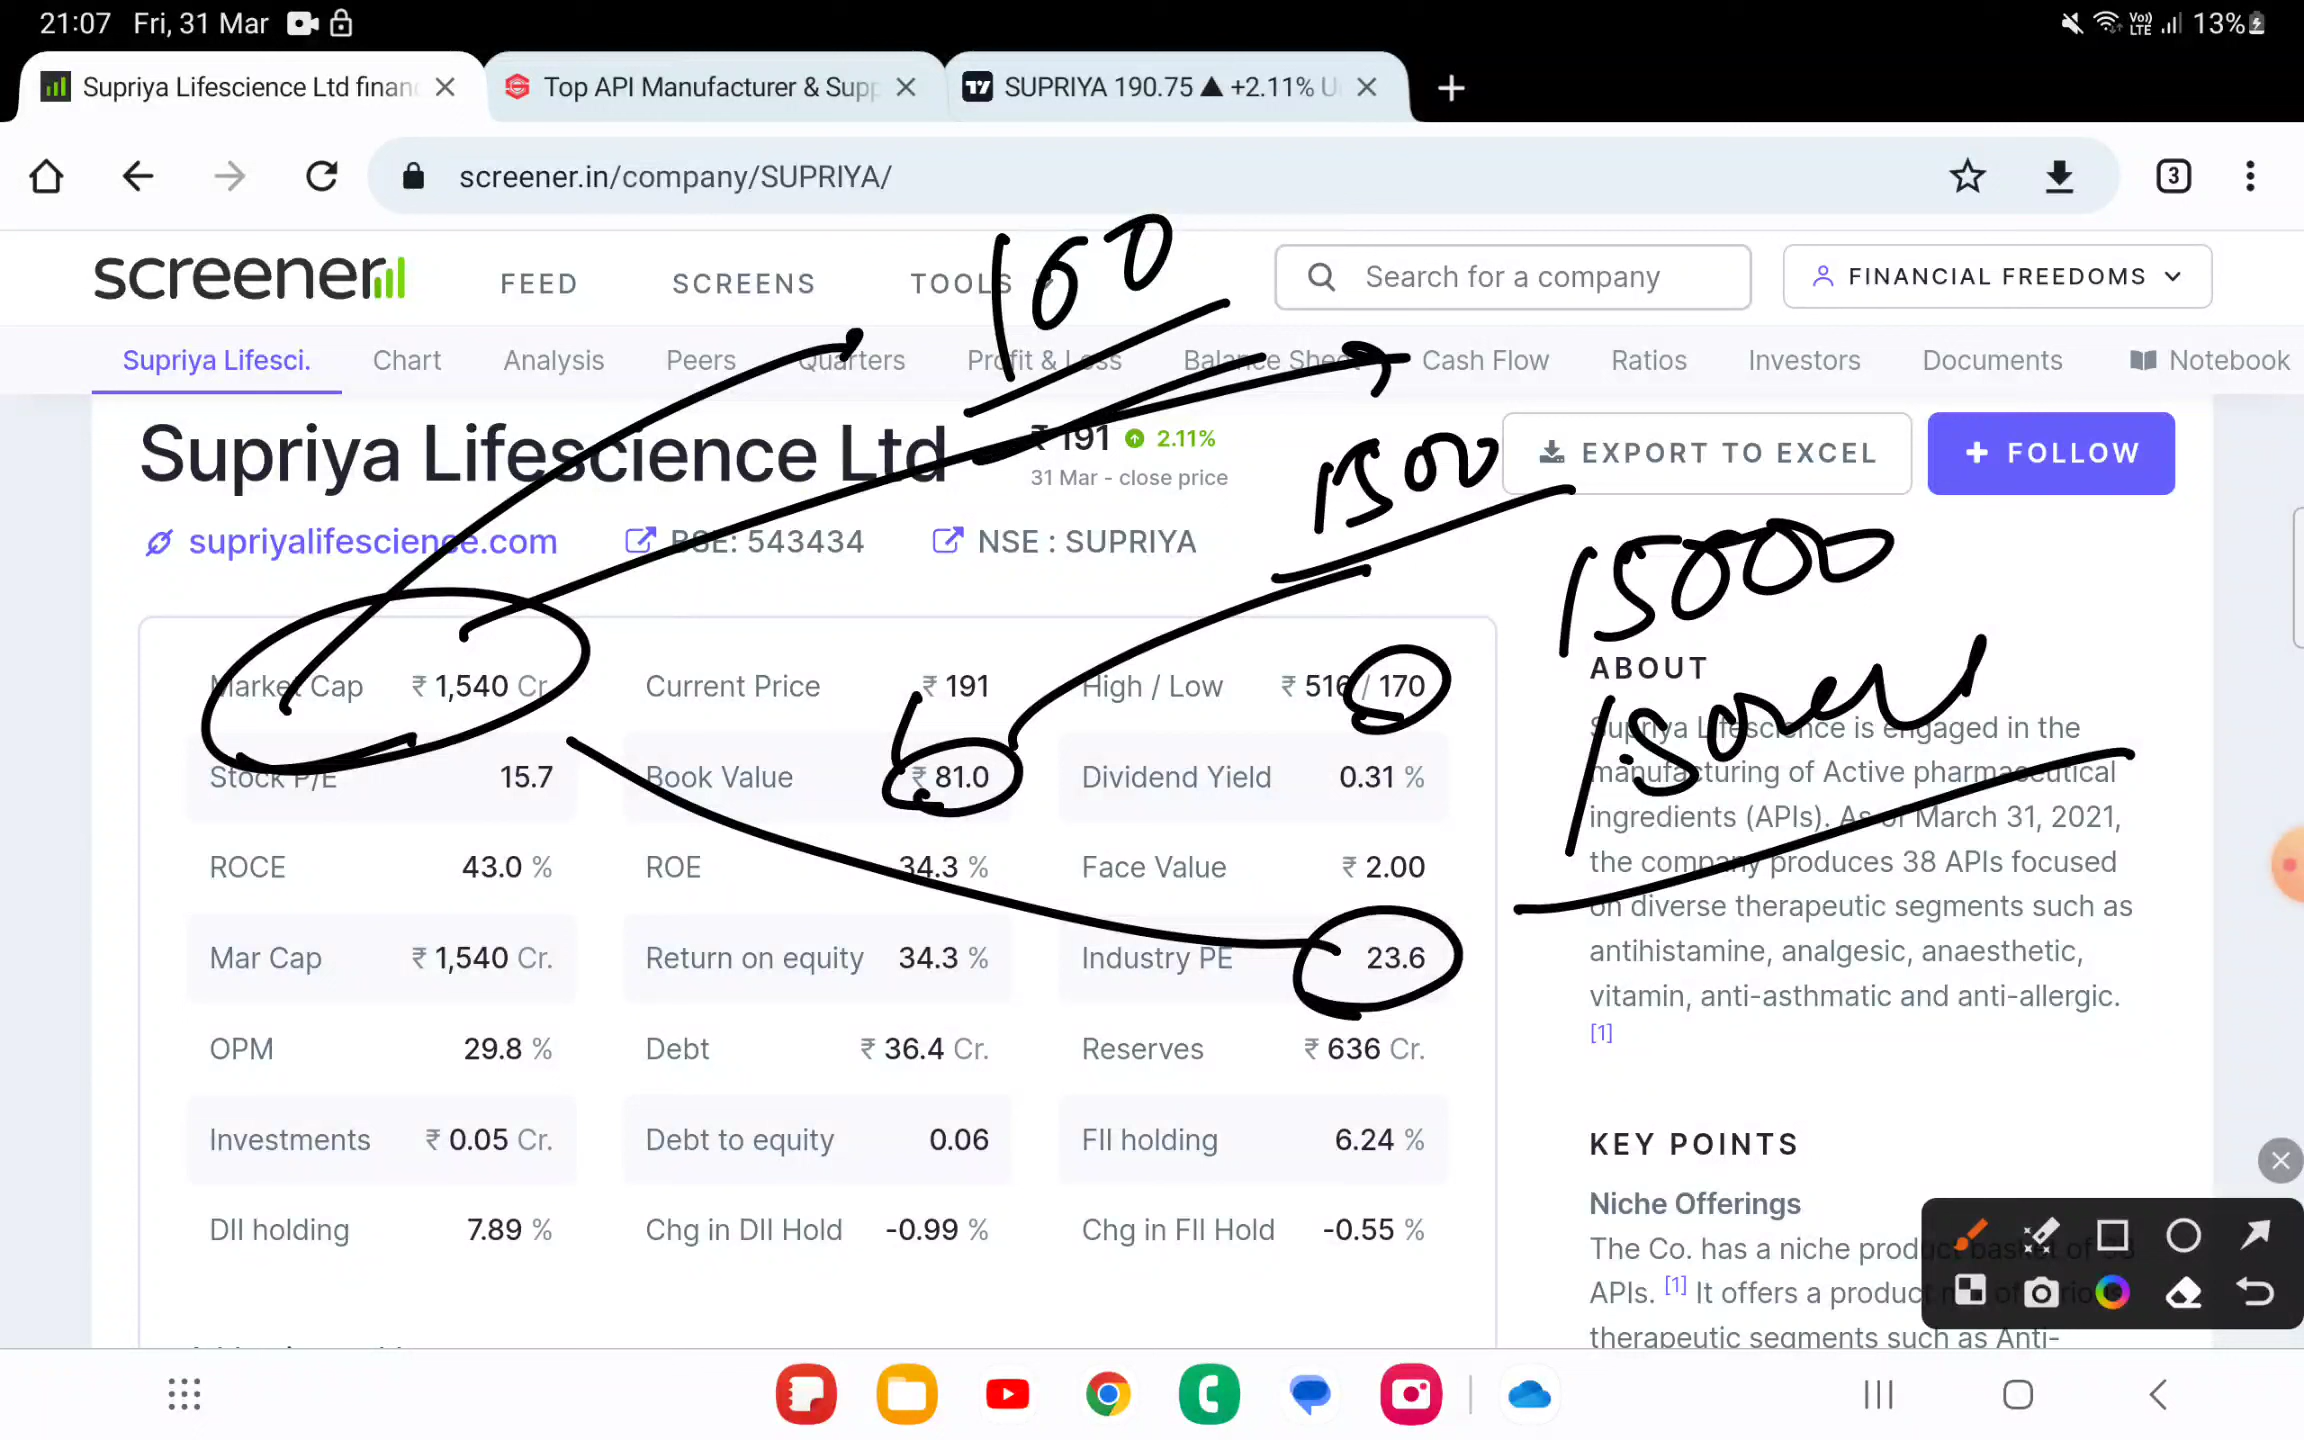 21:07 Fri, 31 Mar 13%
Supriya Lifescience Ltd finan
Top API Manufacturer & Supp
SUPRIYA 190.75 ▲ +2.11% U
screener.in/company/SUPRIYA/
3
screener
FEED
SCREENS
TOOLS
100
Search for a company
FINANCIAL FREEDOMS
Supriya Lifesci.
Chart
Analysis
Peers
Quarters
Profit & Loss
Balance Sheet
Cash Flow
Ratios
Investors
Documents
Notebook
Supriya Lifescience Ltd
₹ 191 2.11%
31 Mar - close price
1500
EXPORT TO EXCEL
+ FOLLOW
supriyalifescience.com
BSE: 543434
NSE : SUPRIYA
15000
Market Cap ₹ 1,540 Cr.
Current Price ₹ 191
High / Low ₹ 516 / 170
Stock P/E 15.7
Book Value ₹ 81.0
Dividend Yield 0.31 %
ROCE 43.0 %
ROE 34.3 %
Face Value ₹ 2.00
Mar Cap ₹ 1,540 Cr.
Return on equity 34.3 %
Industry PE 23.6
OPM 29.8 %
Debt ₹ 36.4 Cr.
Reserves ₹ 636 Cr.
Investments ₹ 0.05 Cr.
Debt to equity 0.06
FII holding 6.24 %
DII holding 7.89 %
Chg in DII Hold -0.99 %
Chg in FII Hold -0.55 %
ABOUT
Supriya Lifescience is engaged in the
manufacturing of Active pharmaceutical
ingredients (APIs). As of March 31, 2021,
the company produces 38 APIs focused
on diverse therapeutic segments such as
antihistamine, analgesic, anaesthetic,
vitamin, anti-asthmatic and anti-allergic.
[1]
KEY POINTS
Niche Offerings
The Co. has a niche product basket of 38
APIs. [1] It offers a product
therapeutic segments such as Anti-